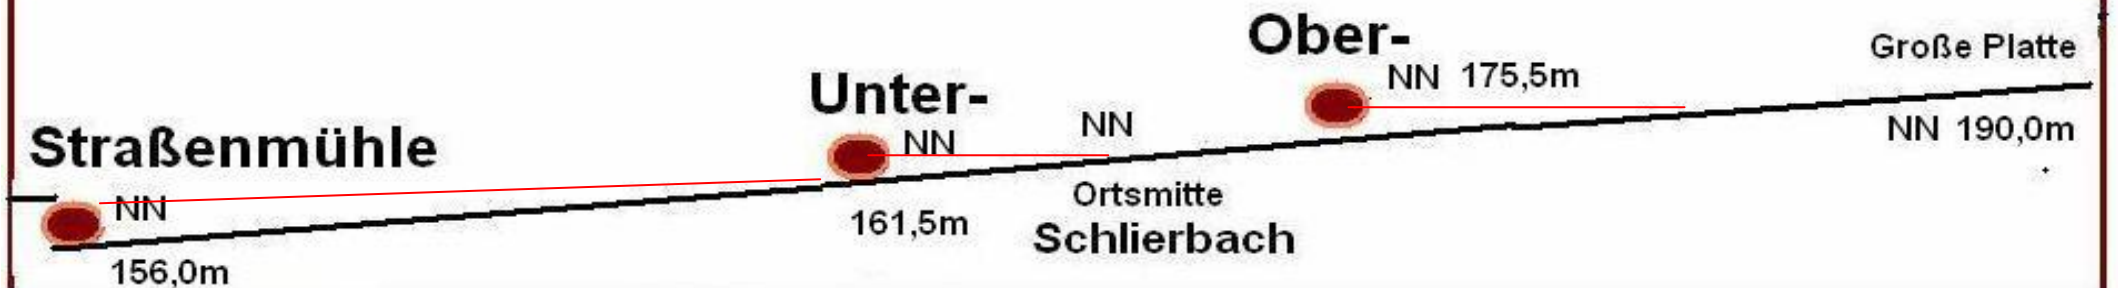 Straßenmühle
NN
156,0m
Unter-
NN
161,5m
NN
Ortsmitte
Schlierbach
Ober-
NN 175,5m
Große Platte
NN 190,0m